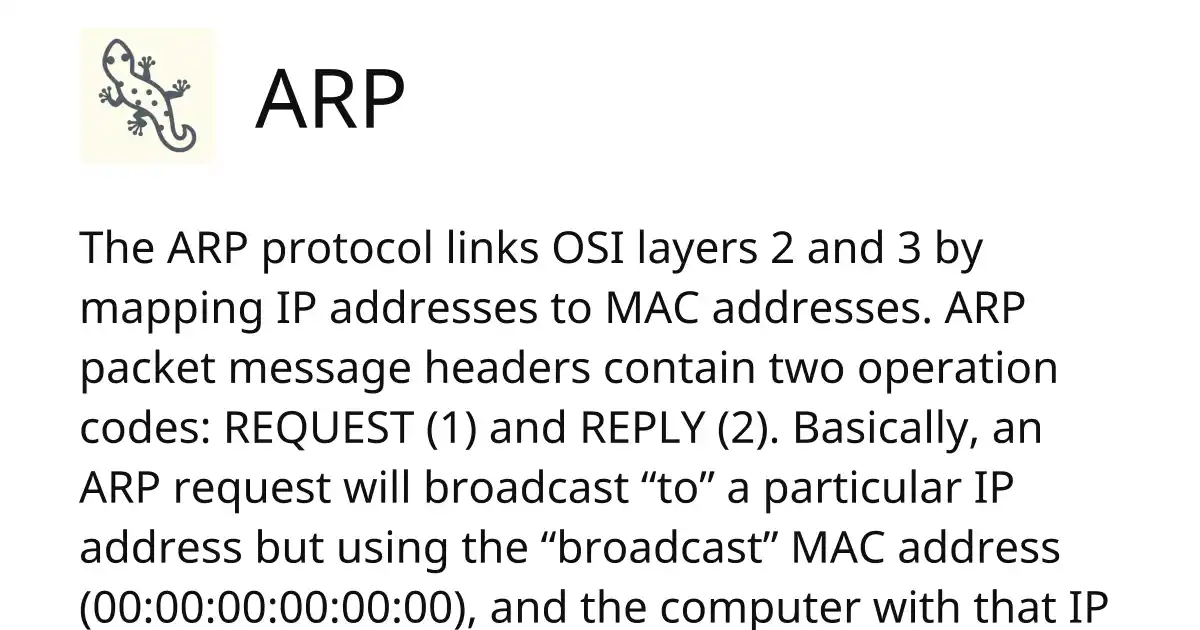 ARP
The ARP protocol links OSI layers 2 and 3 by
mapping IP addresses to MAC addresses. ARP
packet message headers contain two operation
codes: REQUEST (1) and REPLY (2). Basically, an
ARP request will broadcast “to” a particular IP
address but using the “broadcast” MAC address
(00:00:00:00:00:00), and the computer with that IP